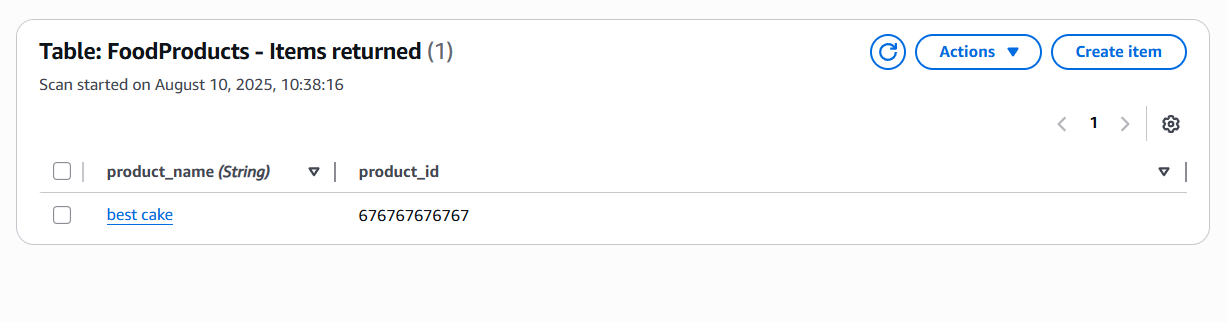 Table: FoodProducts - Items returned (1)
Actions
Create item
Scan started on August 10, 2025, 10:38:16
1
product_name (String)
product_id
best cake
676767676767